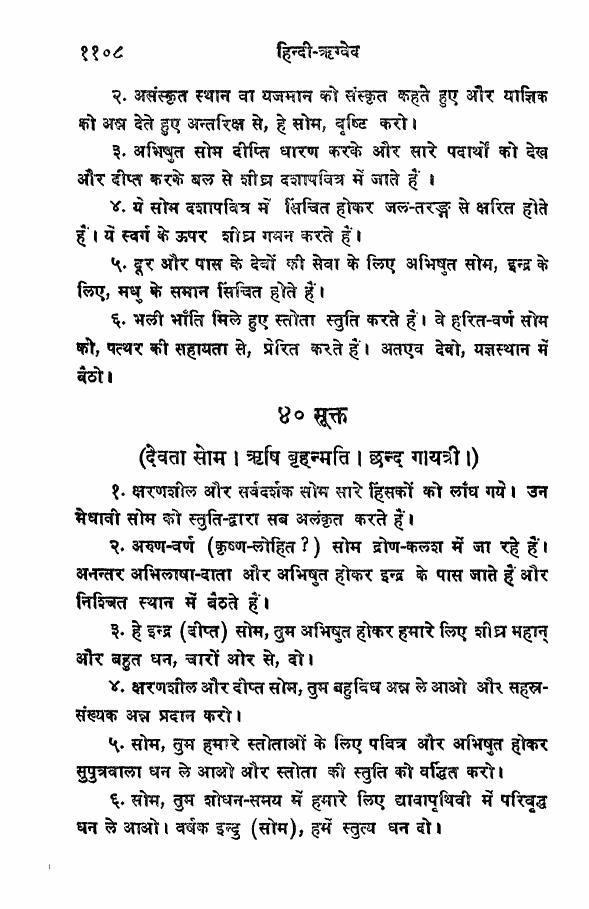 ११०८ हिन्दी-ऋग्वेद
२. असंस्कृत स्थान वा यजमान को संस्कृत कहते हुए और याज्ञिक
को अन्न देते हुए अन्तरिक्ष से, हे सोम, वृष्टि करो।
३. अभिषुत सोम दीप्ति धारण करके और सारे पदार्थों को देख
और दीप्त करके बल से शीघ्र दशापवित्र में जाते हैं ।
४. ये सोम दशापवित्र में सिंचित होकर जल-तरङ्ग से क्षरित होते
हैं। ये स्वर्ग के ऊपर शीघ्र गमन करते हैं।
५. दूर और पास के देवों की सेवा के लिए अभिषुत सोम, इन्द्र के
लिए, मधु के समान सिंचित होते हैं।
६. भली भाँति मिले हुए स्तोता स्तुति करते हैं। वे हरित-वर्ण सोम
को, पत्थर की सहायता से, प्रेरित करते हैं। अतएव देवो, यज्ञस्थान में
बैठो।
४० सूक्त
(देवता सोम। ऋषि बृहन्मति। छन्द गायत्री।)
१. क्षरणशील और सर्वदर्शक सोम सारे हिंसकों को लाँघ गये। उन
मेधावी सोम को स्तुति-द्वारा सब अलंकृत करते हैं।
२. अरुण-वर्ण (कृष्ण-लोहित?) सोम द्रोण-कलश में जा रहे हैं।
अनन्तर अभिलाषा-दाता और अभिषुत होकर इन्द्र के पास जाते हैं और
निश्चित स्थान में बैठते हैं।
३. हे इन्द्र (दीप्त) सोम, तुम अभिषुत होकर हमारे लिए शीघ्र महान्
और बहुत धन, चारों ओर से, दो।
४. क्षरणशील और दीप्त सोम, तुम बहुविध अन्न ले आओ और सहस्र-
संख्यक अन्न प्रदान करो।
५. सोम, तुम हमारे स्तोताओं के लिए पवित्र और अभिषुत होकर
सुपुत्रवाला धन ले आओ और स्तोता की स्तुति को वर्द्धित करो।
६. सोम, तुम शोधन-समय में हमारे लिए द्यावापृथिवी में परिवृद्ध
धन ले आओ। वर्षक इन्दु (सोम), हमें स्तुत्य धन दो।